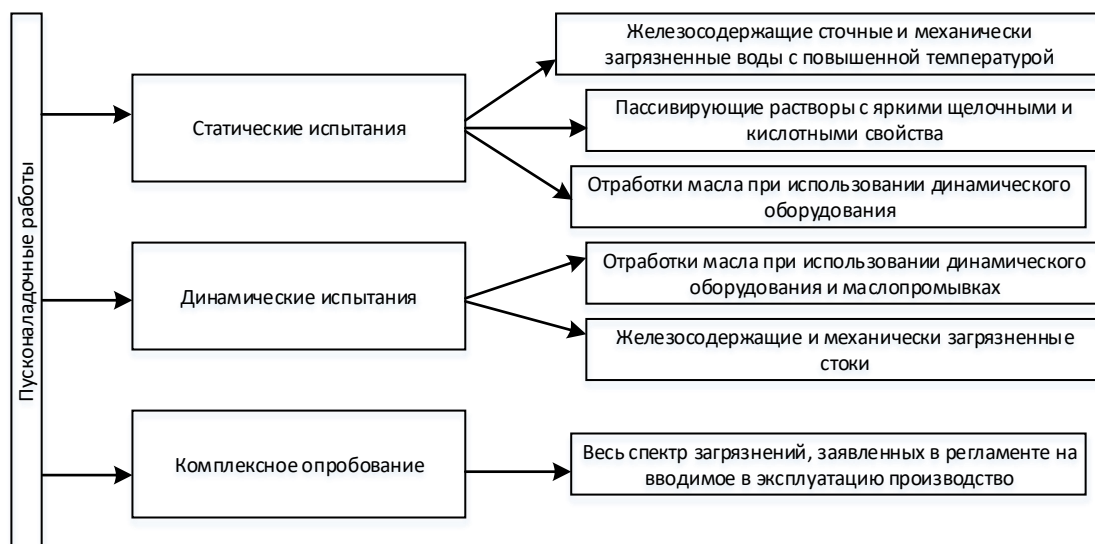 Пусконаладочные работы
Статические испытания
Железосодержащие сточные и механически
загрязненные воды с повышенной температурой
Пассивирующие растворы с яркими щелочными и
кислотными свойства
Отработки масла при использовании динамического
оборудования
Динамические испытания
Отработки масла при использовании динамического
оборудования и маслопромывках
Железосодержащие и механически загрязненные
стоки
Комплексное опробование
Весь спектр загрязнений, заявленных в регламенте на
вводимое в эксплуатацию производство